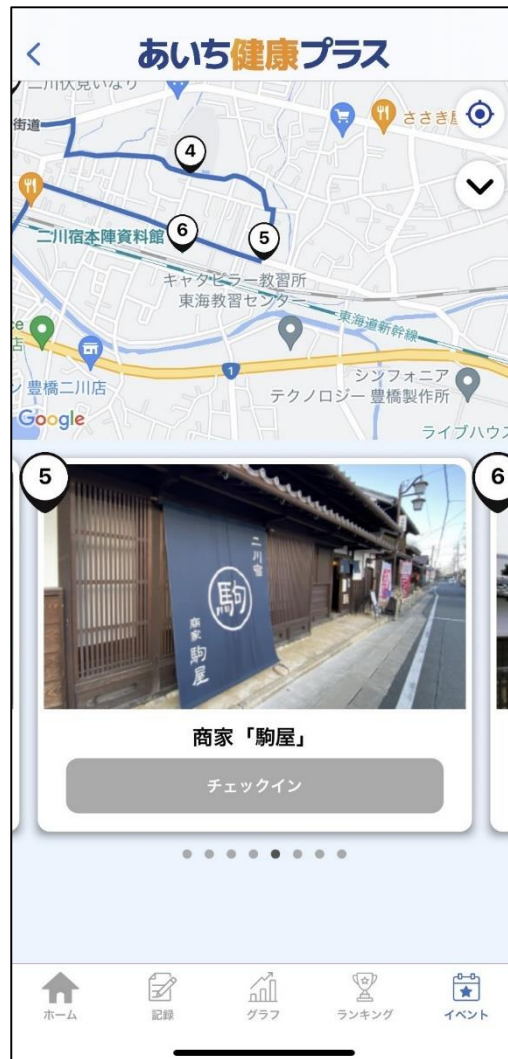 あいち健康プラス
二川伏見いなり
街道
ささき屋
4
二川宿本陣資料館
6
5
キャタピラー教習所
東海教習センター
東海道新幹線
ce
店
1
シンフォニア
テクノロジー 豊橋製作所
ン 豊橋二川店
Google
ライブハウス
5
6
二川宿
駒
商家 駒屋
商家「駒屋」
チェックイン
ホーム
記録
グラフ
ランキング
イベント